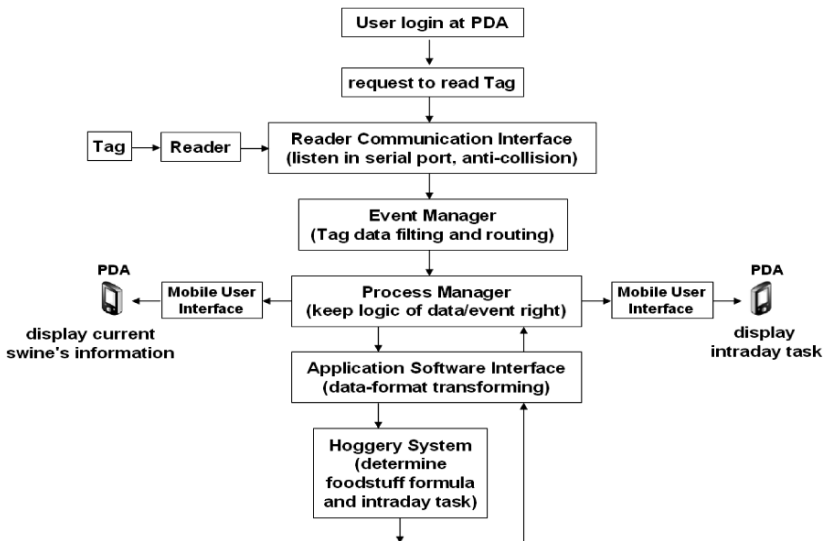 User login at PDA
request to read Tag
Tag
Reader
Reader Communication Interface
(listen in serial port, anti-collision)
Event Manager
(Tag data filting and routing)
PDA
display current
swine's information
Mobile User
Interface
Process Manager
(keep logic of data/event right)
Mobile User
Interface
PDA
display
intraday task
Application Software Interface
(data-format transforming)
Hoggery System
(determine
foodstuff formula
and intraday task)